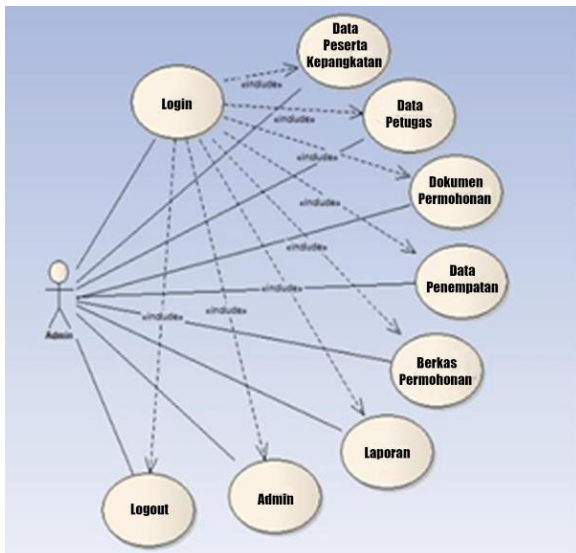 Data
Peserta
Kepangkatan
Login
«include»
Data
Petugas
«include»
«include»
Dokumen
Permohonan
«include»
«include»
Data
Penempatan
«include»
Admin
«include»
«include»
Berkas
Permohonan
Laporan
Admin
Logout